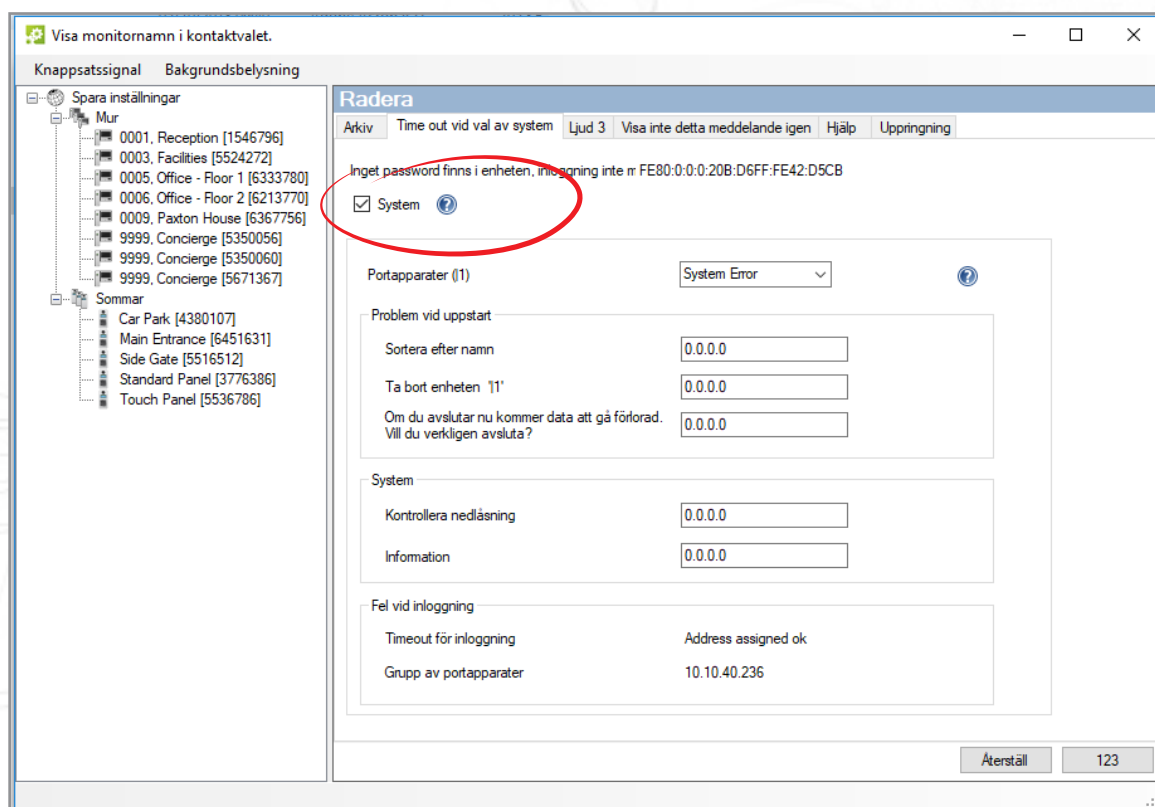 Visa monitornamn i kontaktvalet.
Knappsatssignal Bakgrundsbelysning
Spara inställningar
Mur
0001, Reception [1546796]
0003, Facilities [5524272]
0005, Office - Floor 1 [6333780]
0006, Office - Floor 2 [6213770]
0009, Paxton House [6367756]
9999, Concierge [5350056]
9999, Concierge [5350060]
9999, Concierge [5671367]
Sommar
Car Park [4380107]
Main Entrance [6451631]
Side Gate [5516512]
Standard Panel [3776386]
Touch Panel [5536786]
Radera
Arkiv Time out vid val av system Ljud 3 Visa inte detta meddelande igen Hjälp Uppringning
Inget password finns i enheten, inloggning inte m FE80:0:0:0:20B:D6FF:FE42:D5CB
System
Portapparater (|1) System Error
Problem vid uppstart
Sortera efter namn 0.0.0.0
Ta bort enheten '|1' 0.0.0.0
Om du avslutar nu kommer data att gå förlorad.
Vill du verkligen avsluta? 0.0.0.0
System
Kontrollera nedlåsning 0.0.0.0
Information 0.0.0.0
Fel vid inloggning
Timeout för inloggning Address assigned ok
Grupp av portapparater 10.10.40.236
Återställ 123